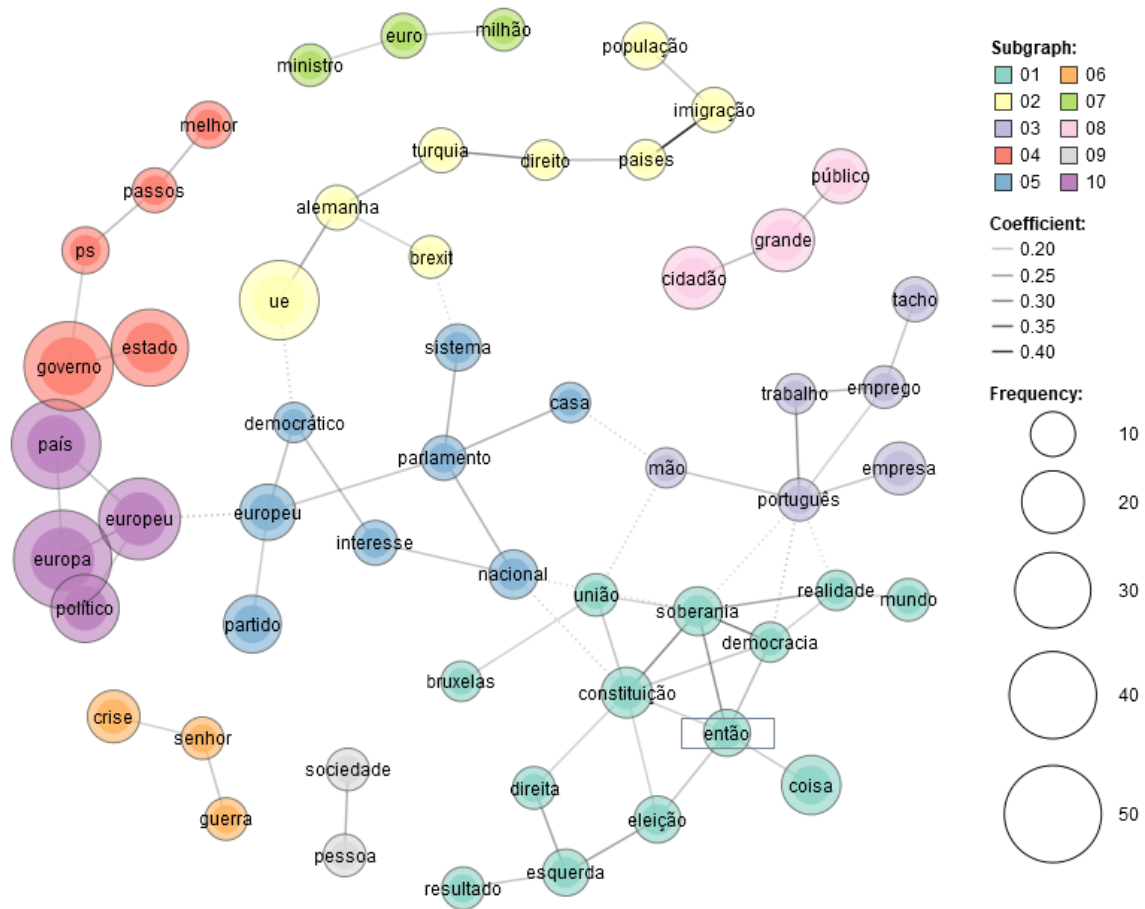 euro
milhão
ministro
população
imigração
melhor
turquia
direito
paises
passos
alemanha
público
ps
brexit
grande
ue
cidadão
tacho
governo
estado
sistema
democrático
casa
trabalho
emprego
país
parlamento
mão
empresa
europeu
europeu
português
europa
interesse
nacional
político
partido
união
soberania
realidade
mundo
democracia
bruxelas
constituição
crise
senhor
então
sociedade
direita
coisa
guerra
eleição
pessoa
esquerda
resultado
Subgraph:
01 06
02 07
03 08
04 09
05 10
Coefficient:
0.20
0.25
0.30
0.35
0.40
Frequency:
10
20
30
40
50